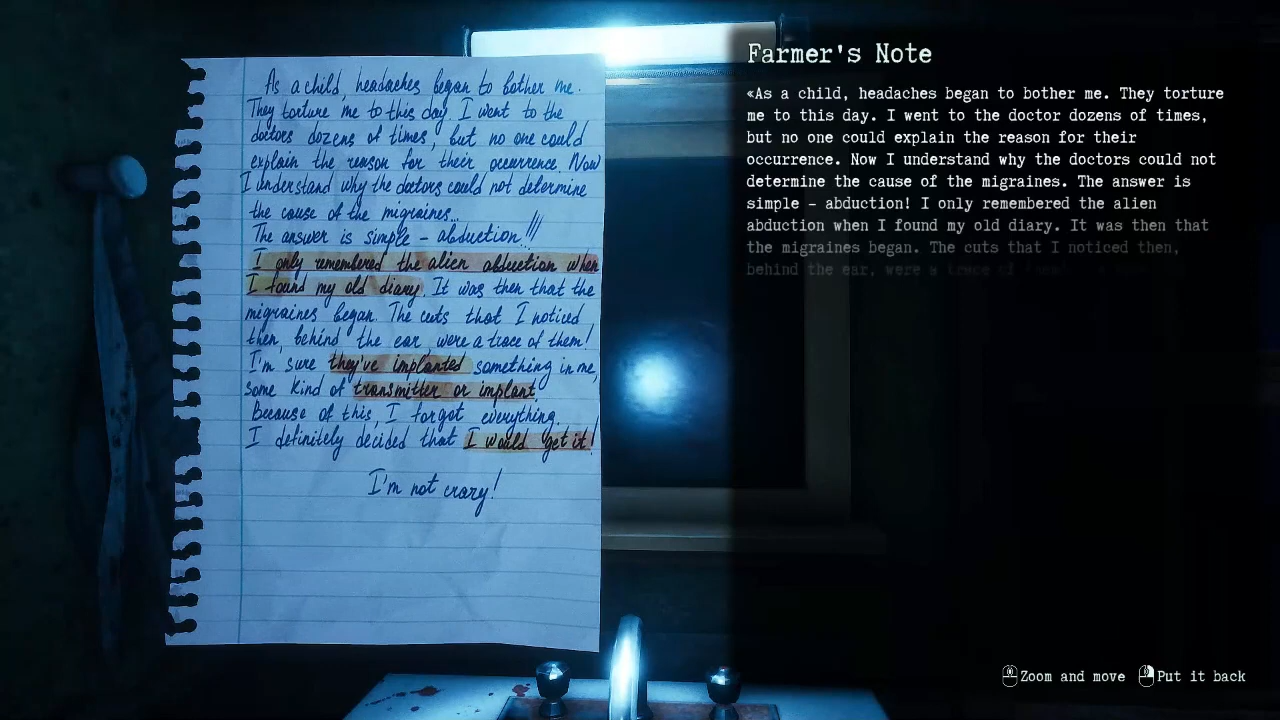 As a child, headaches began to bother me.
They torture me to this day. I went to the
doctors dozens of times, but no one could
explain the reason for their occurrence. Now
I understand why the doctors could not determine
the cause of the migraines...
The answer is simple - abduction!!!
I only remembered the alien abduction when
I found my old diary. It was then that the
migraines began. The cuts that I noticed
then, behind the ear, were a trace of them!
I'm sure they've implanted something in me,
some kind of transmitter or implant.
Because of this, I forgot everything.
I definitely decided that I would get it!
I'm not crazy!
Farmer's Note
«As a child, headaches began to bother me. They torture
me to this day. I went to the doctor dozens of times,
but no one could explain the reason for their
occurrence. Now I understand why the doctors could not
determine the cause of the migraines. The answer is
simple – abduction! I only remembered the alien
abduction when I found my old diary. It was then that
the migraines began. The cuts that I noticed then,
behind the ear, were a trace of
Zoom and move
Put it back